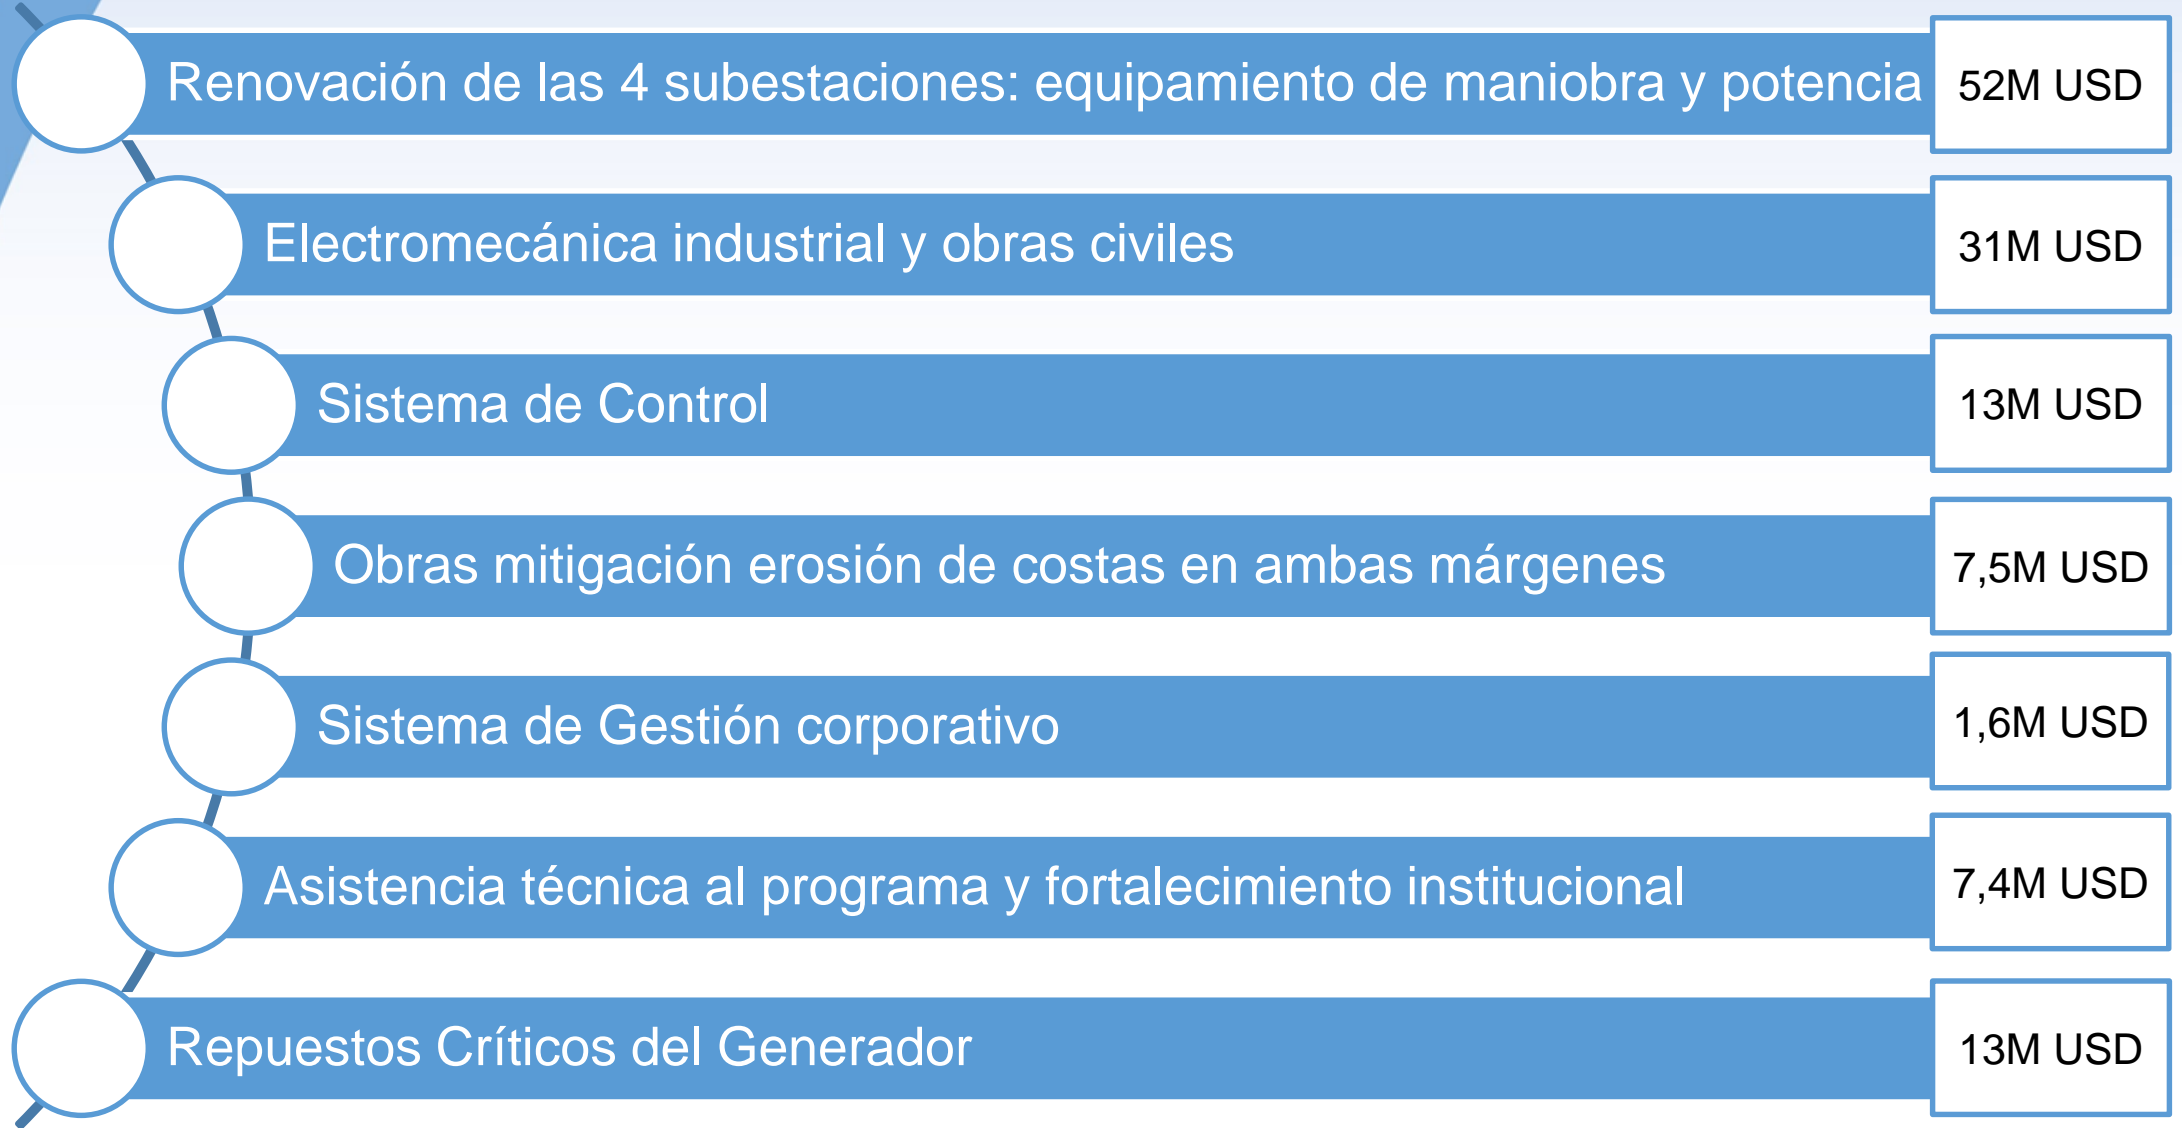 Renovación de las 4 subestaciones: equipamiento de maniobra y potencia 52M USD
Electromecánica industrial y obras civiles 31M USD
Sistema de Control 13M USD
Obras mitigación erosión de costas en ambas márgenes 7,5M USD
Sistema de Gestión corporativo 1,6M USD
Asistencia técnica al programa y fortalecimiento institucional 7,4M USD
Repuestos Críticos del Generador 13M USD